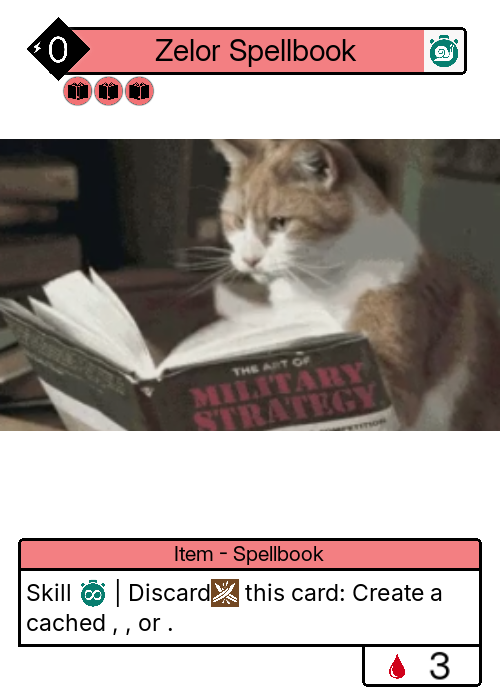 0
Zelor Spellbook
THE ART OF
MILITARY
STRATEGY
Item - Spellbook
Skill | Discard this card: Create a
cached , , or .
3